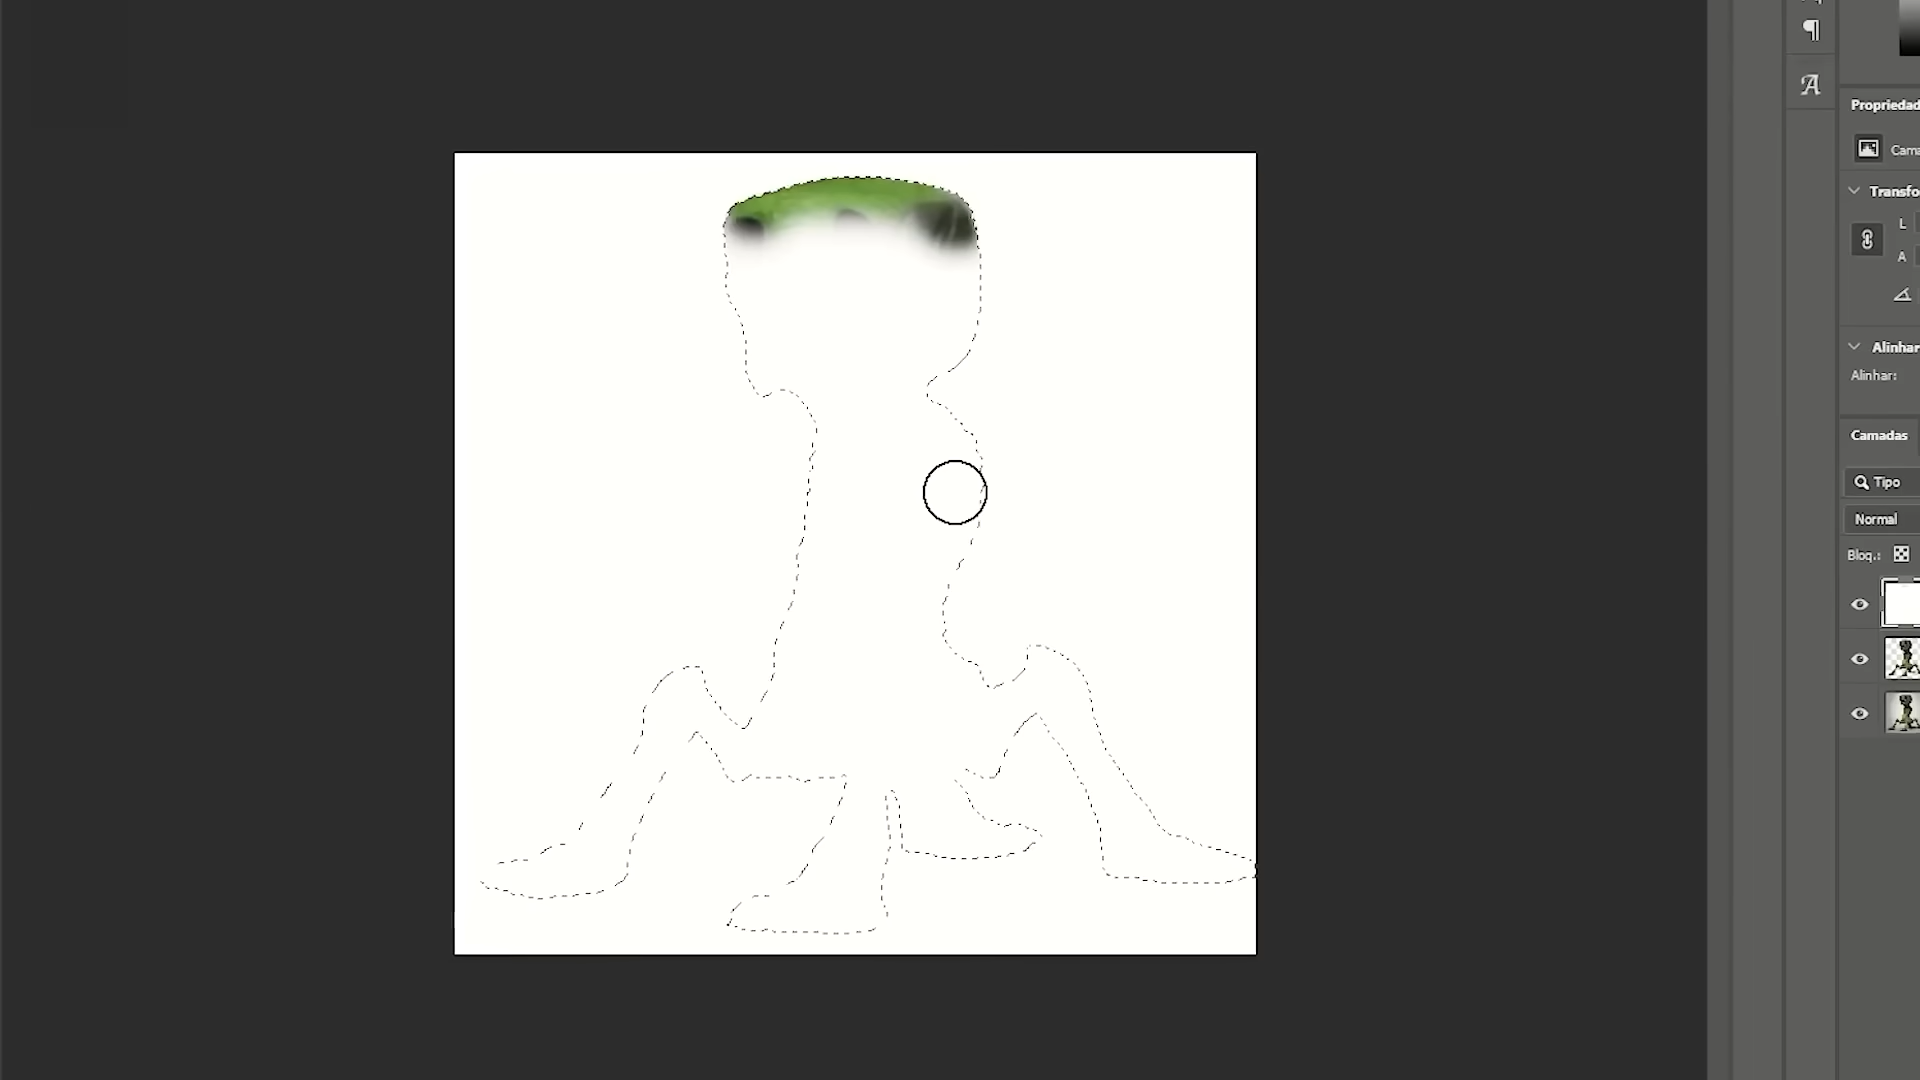 ¶
A
Propriedad
Cama
Transfo
L
A
Alinhar
Alinhar:
Camadas
Tipo
Normal
Bloq.: